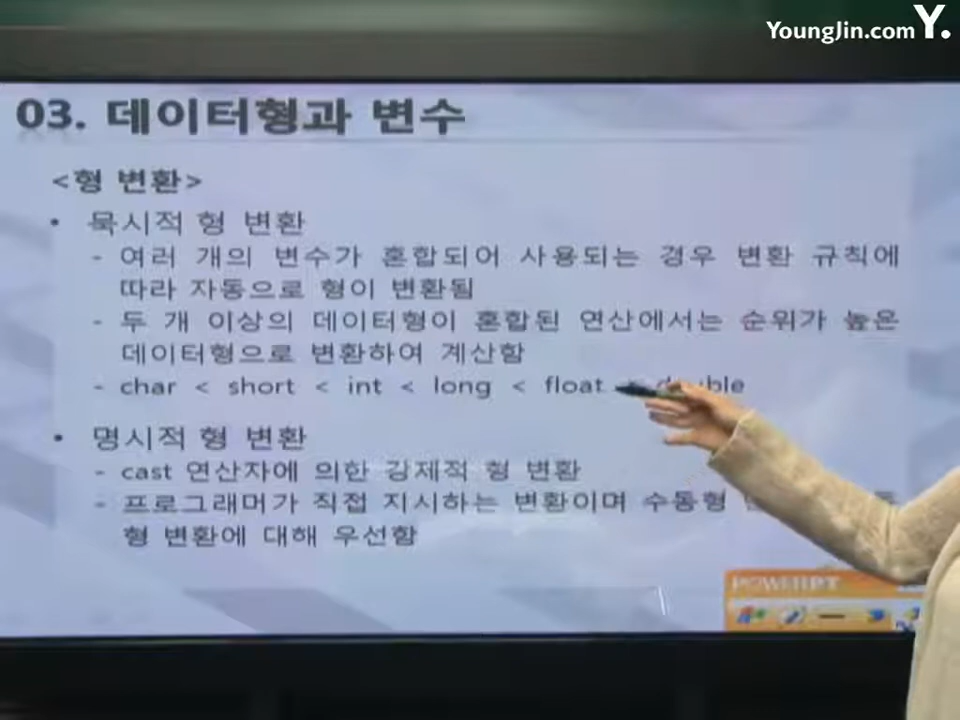 YoungJin.com Y.
03. 데이터형과 변수
<형 변환>
• 묵시적 형 변환
- 여러 개의 변수가 혼합되어 사용되는 경우 변환 규칙에
따라 자동으로 형이 변환됨
- 두 개 이상의 데이터형이 혼합된 연산에서는 순위가 높은
데이터형으로 변환하여 계산함
- char < short < int < long < float double
• 명시적 형 변환
- cast 연산자에 의한 강제적 형 변환
- 프로그래머가 직접 지시하는 변환이며 수동형
형 변환에 대해 우선함
POWERPT